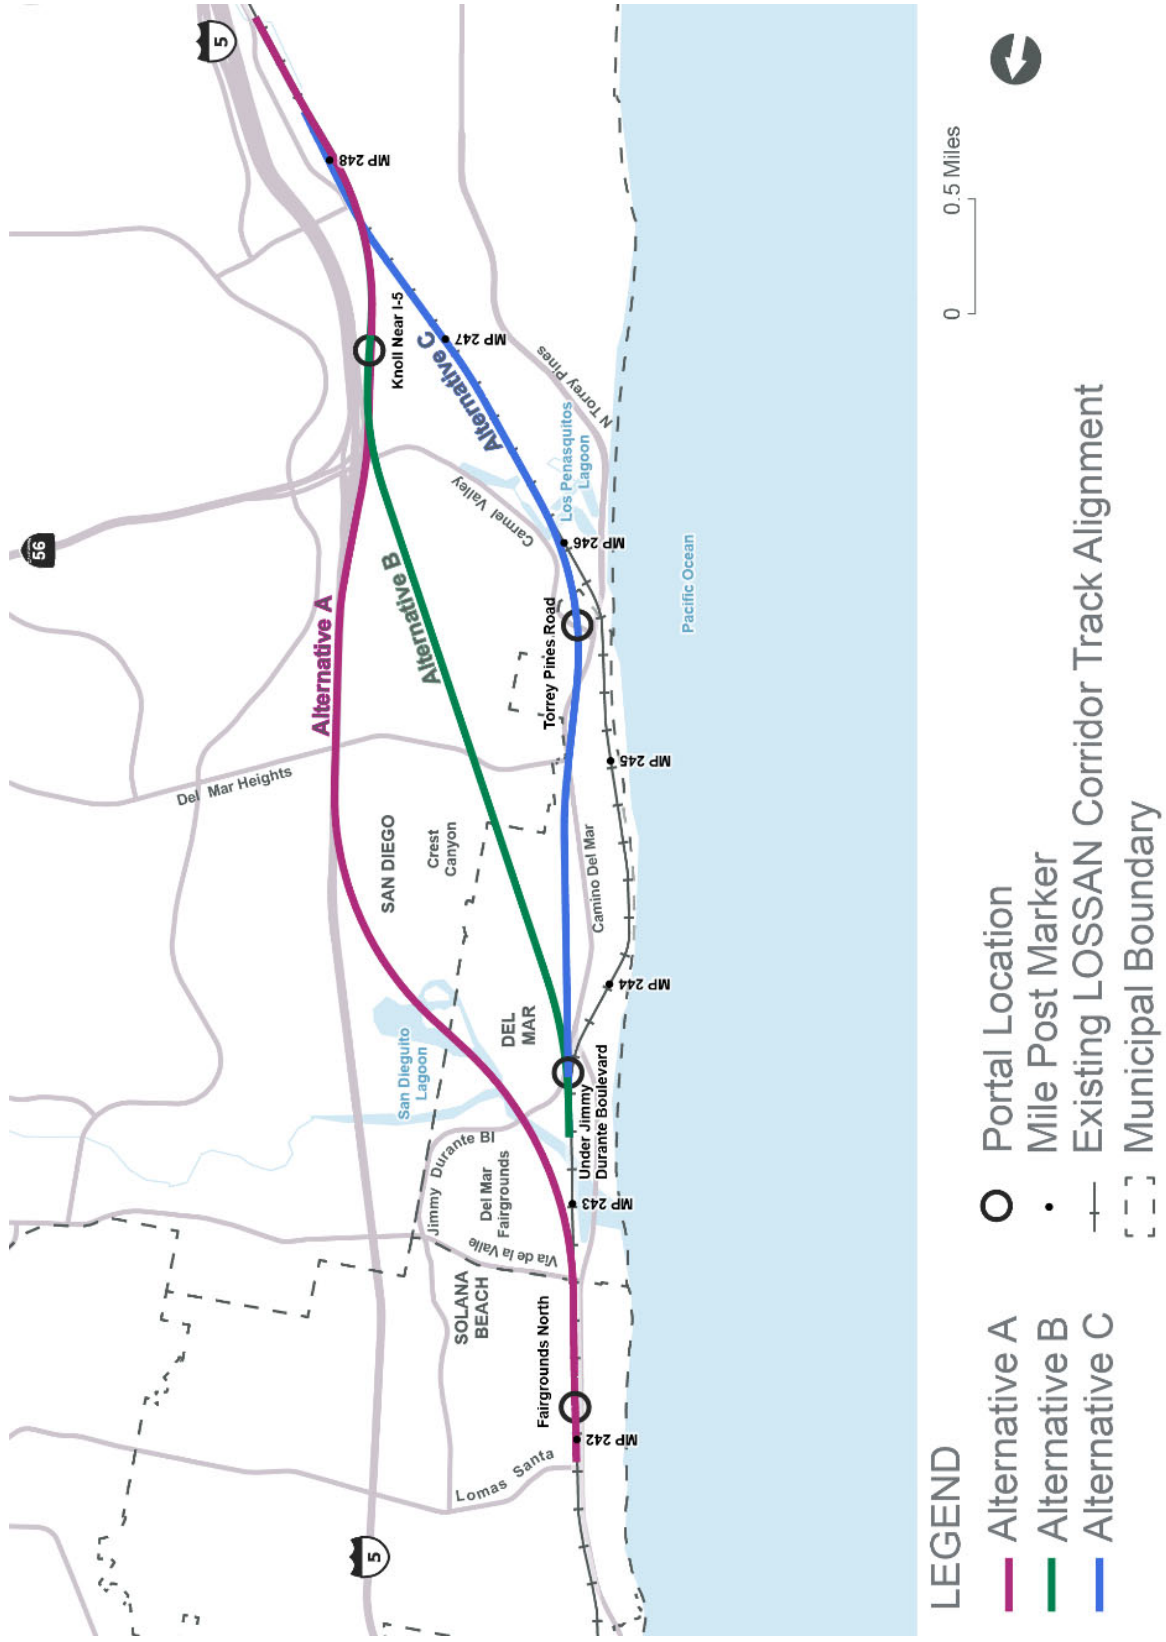 5
56
5
MP 248
Knoll Near I-5
MP 247
Alternative C
N Torrey Pines
Los Penasquitos
Lagoon
Carmel Valley
MP 246
Alternative B
Alternative A
Torrey Pines Road
Pacific Ocean
MP 245
Del Mar Heights
SAN DIEGO
Crest
Canyon
Camino Del Mar
MP 244
DEL
MAR
San Dieguito
Lagoon
Under Jimmy
Durante Boulevard
Jimmy Durante Bl
Del Mar
Fairgrounds
MP 243
Via de la Valle
SOLANA
BEACH
Fairgrounds North
MP 242
Lomas Santa
0
0.5 Miles
LEGEND
Alternative A
Alternative B
Alternative C
Portal Location
Mile Post Marker
Existing LOSSAN Corridor Track Alignment
Municipal Boundary